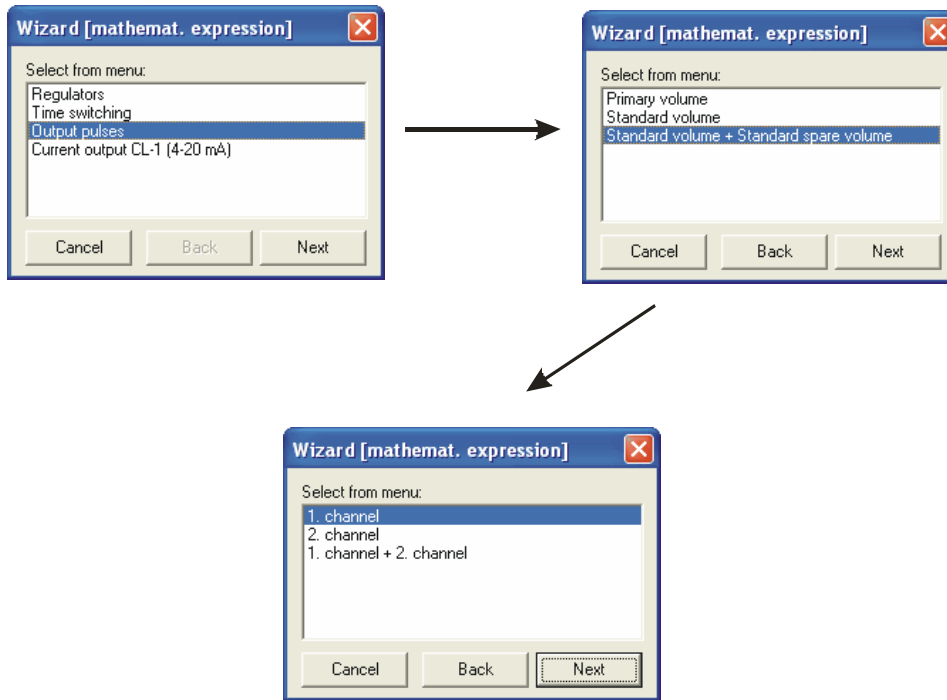 Wizard [mathemat. expression]
Select from menu:
Regulators
Time switching
Output pulses
Current output CL-1 (4-20 mA)
Cancel Back Next
Wizard [mathemat. expression]
Select from menu:
Primary volume
Standard volume
Standard volume + Standard spare volume
Cancel Back Next
Wizard [mathemat. expression]
Select from menu:
1. channel
2. channel
1. channel + 2. channel
Cancel Back Next